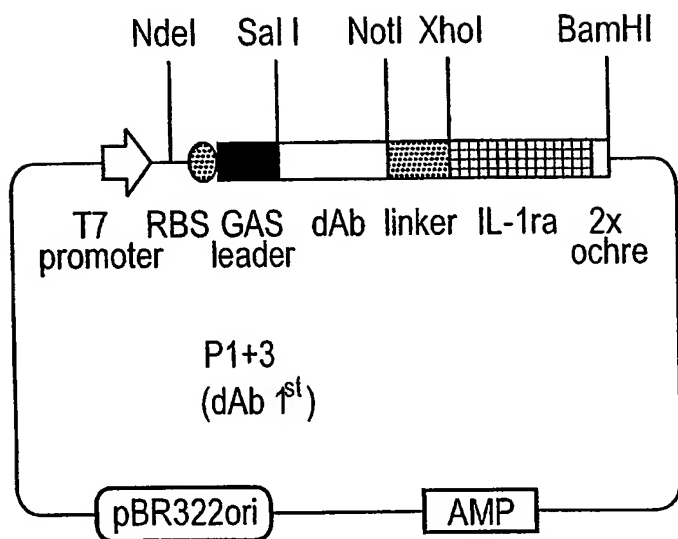 NdeI SalI NotI XhoI BamHI
T7 promoter RBS GAS leader dAb linker IL-1ra 2x ochre
P1+3
(dAb 1st)
pBR322ori AMP